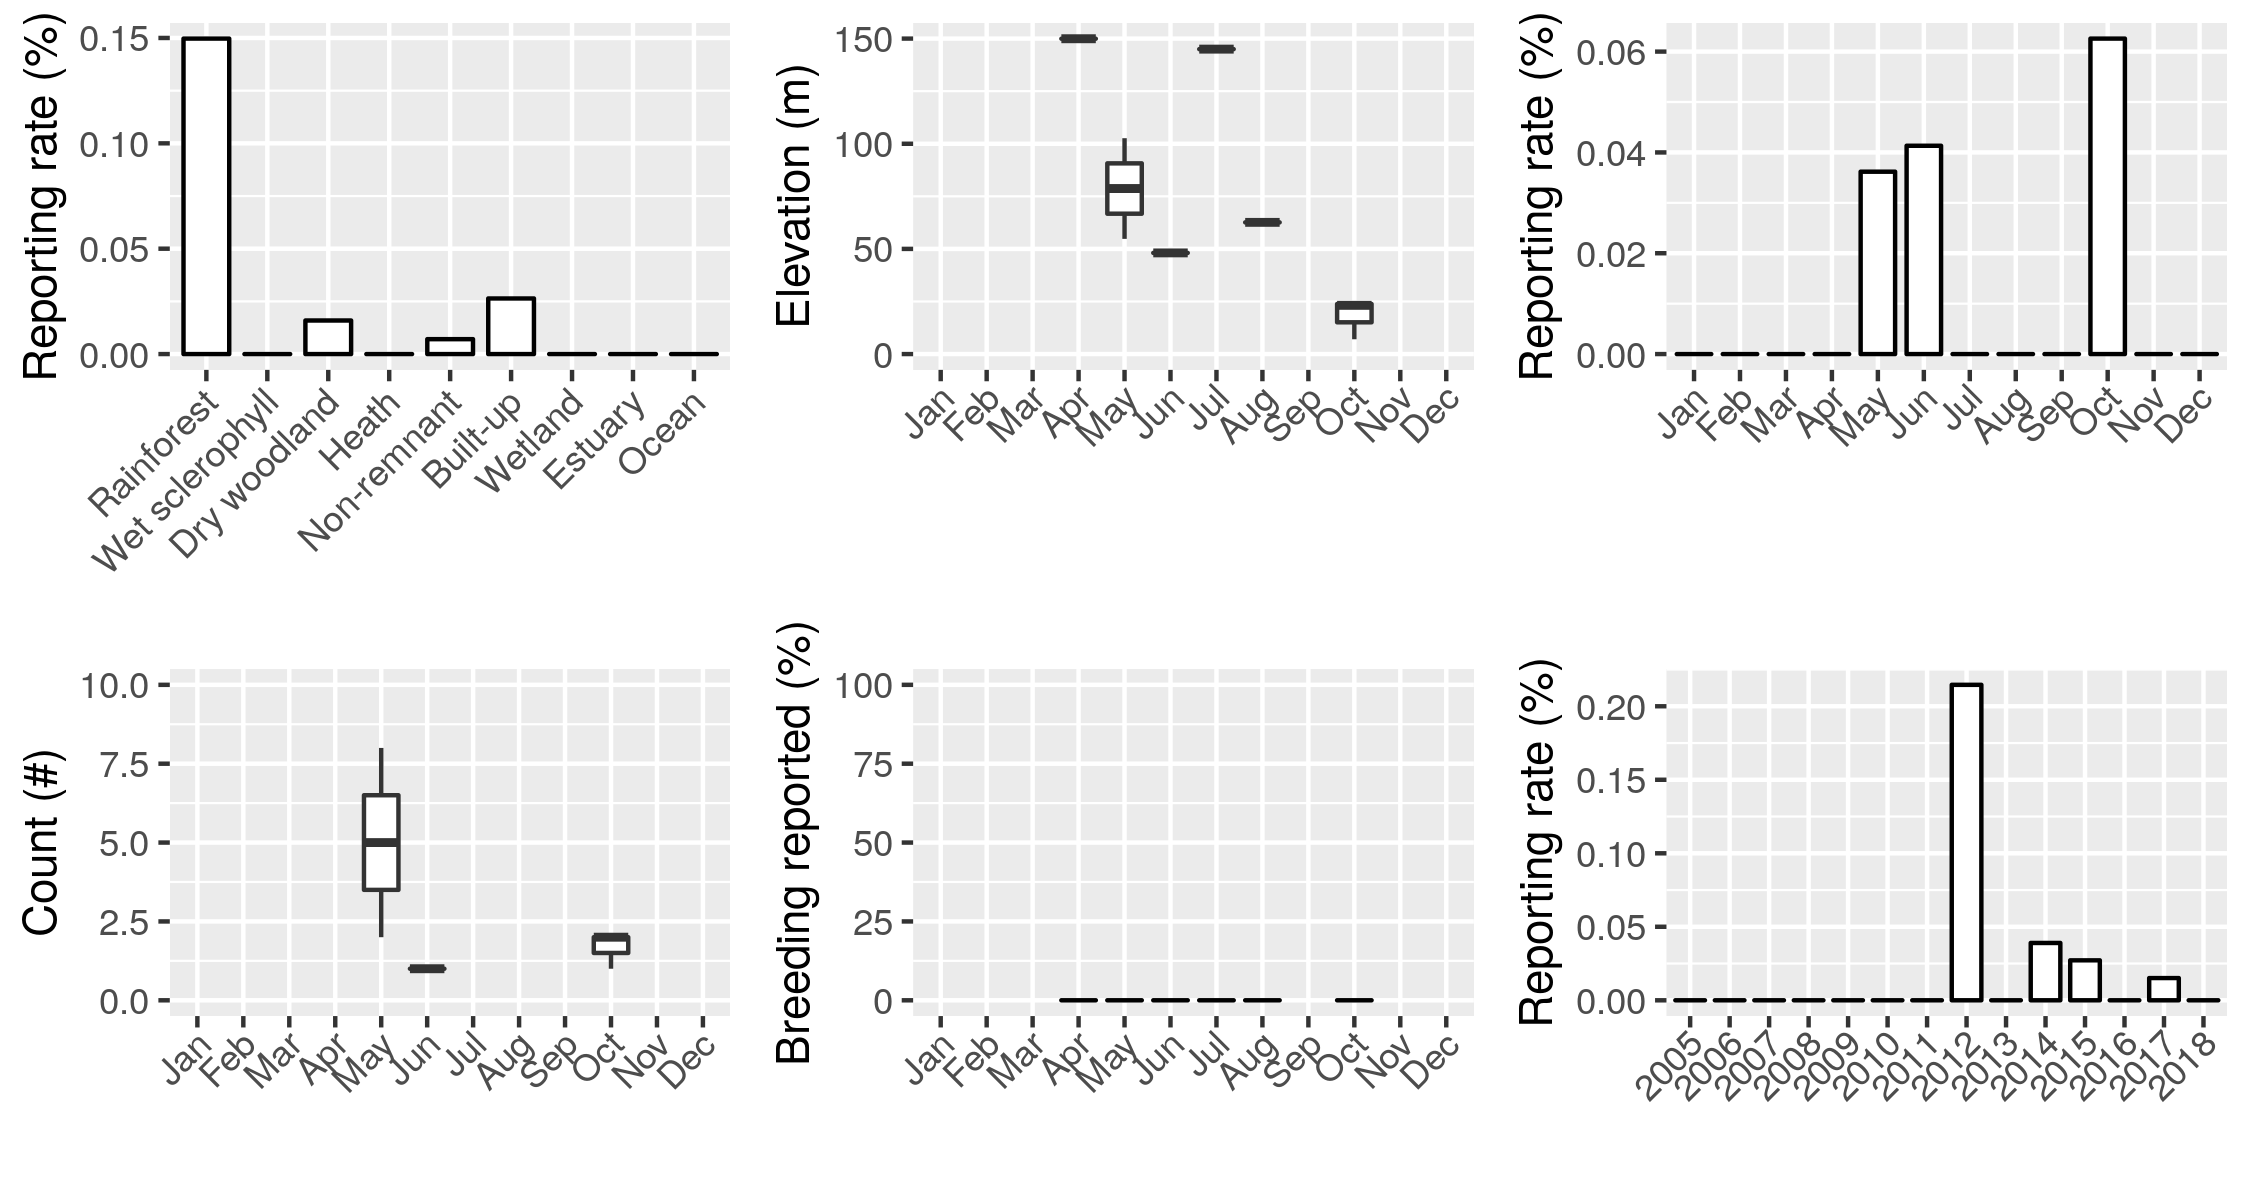 Reporting rate (%)
0.15
0.10
0.05
0.00
Rainforest
Wet sclerophyll
Dry woodland
Heath
Non-remnant
Built-up
Wetland
Estuary
Ocean
Elevation (m)
150
100
50
0
Jan
Feb
Mar
Apr
May
Jun
Jul
Aug
Sep
Oct
Nov
Dec
Reporting rate (%)
0.06
0.04
0.02
0.00
Jan
Feb
Mar
Apr
May
Jun
Jul
Aug
Sep
Oct
Nov
Dec
Count (#)
10.0
7.5
5.0
2.5
0.0
Jan
Feb
Mar
Apr
May
Jun
Jul
Aug
Sep
Oct
Nov
Dec
Breeding reported (%)
100
75
50
25
0
Jan
Feb
Mar
Apr
May
Jun
Jul
Aug
Sep
Oct
Nov
Dec
Reporting rate (%)
0.20
0.15
0.10
0.05
0.00
2005
2006
2007
2008
2009
2010
2011
2012
2013
2014
2015
2016
2017
2018